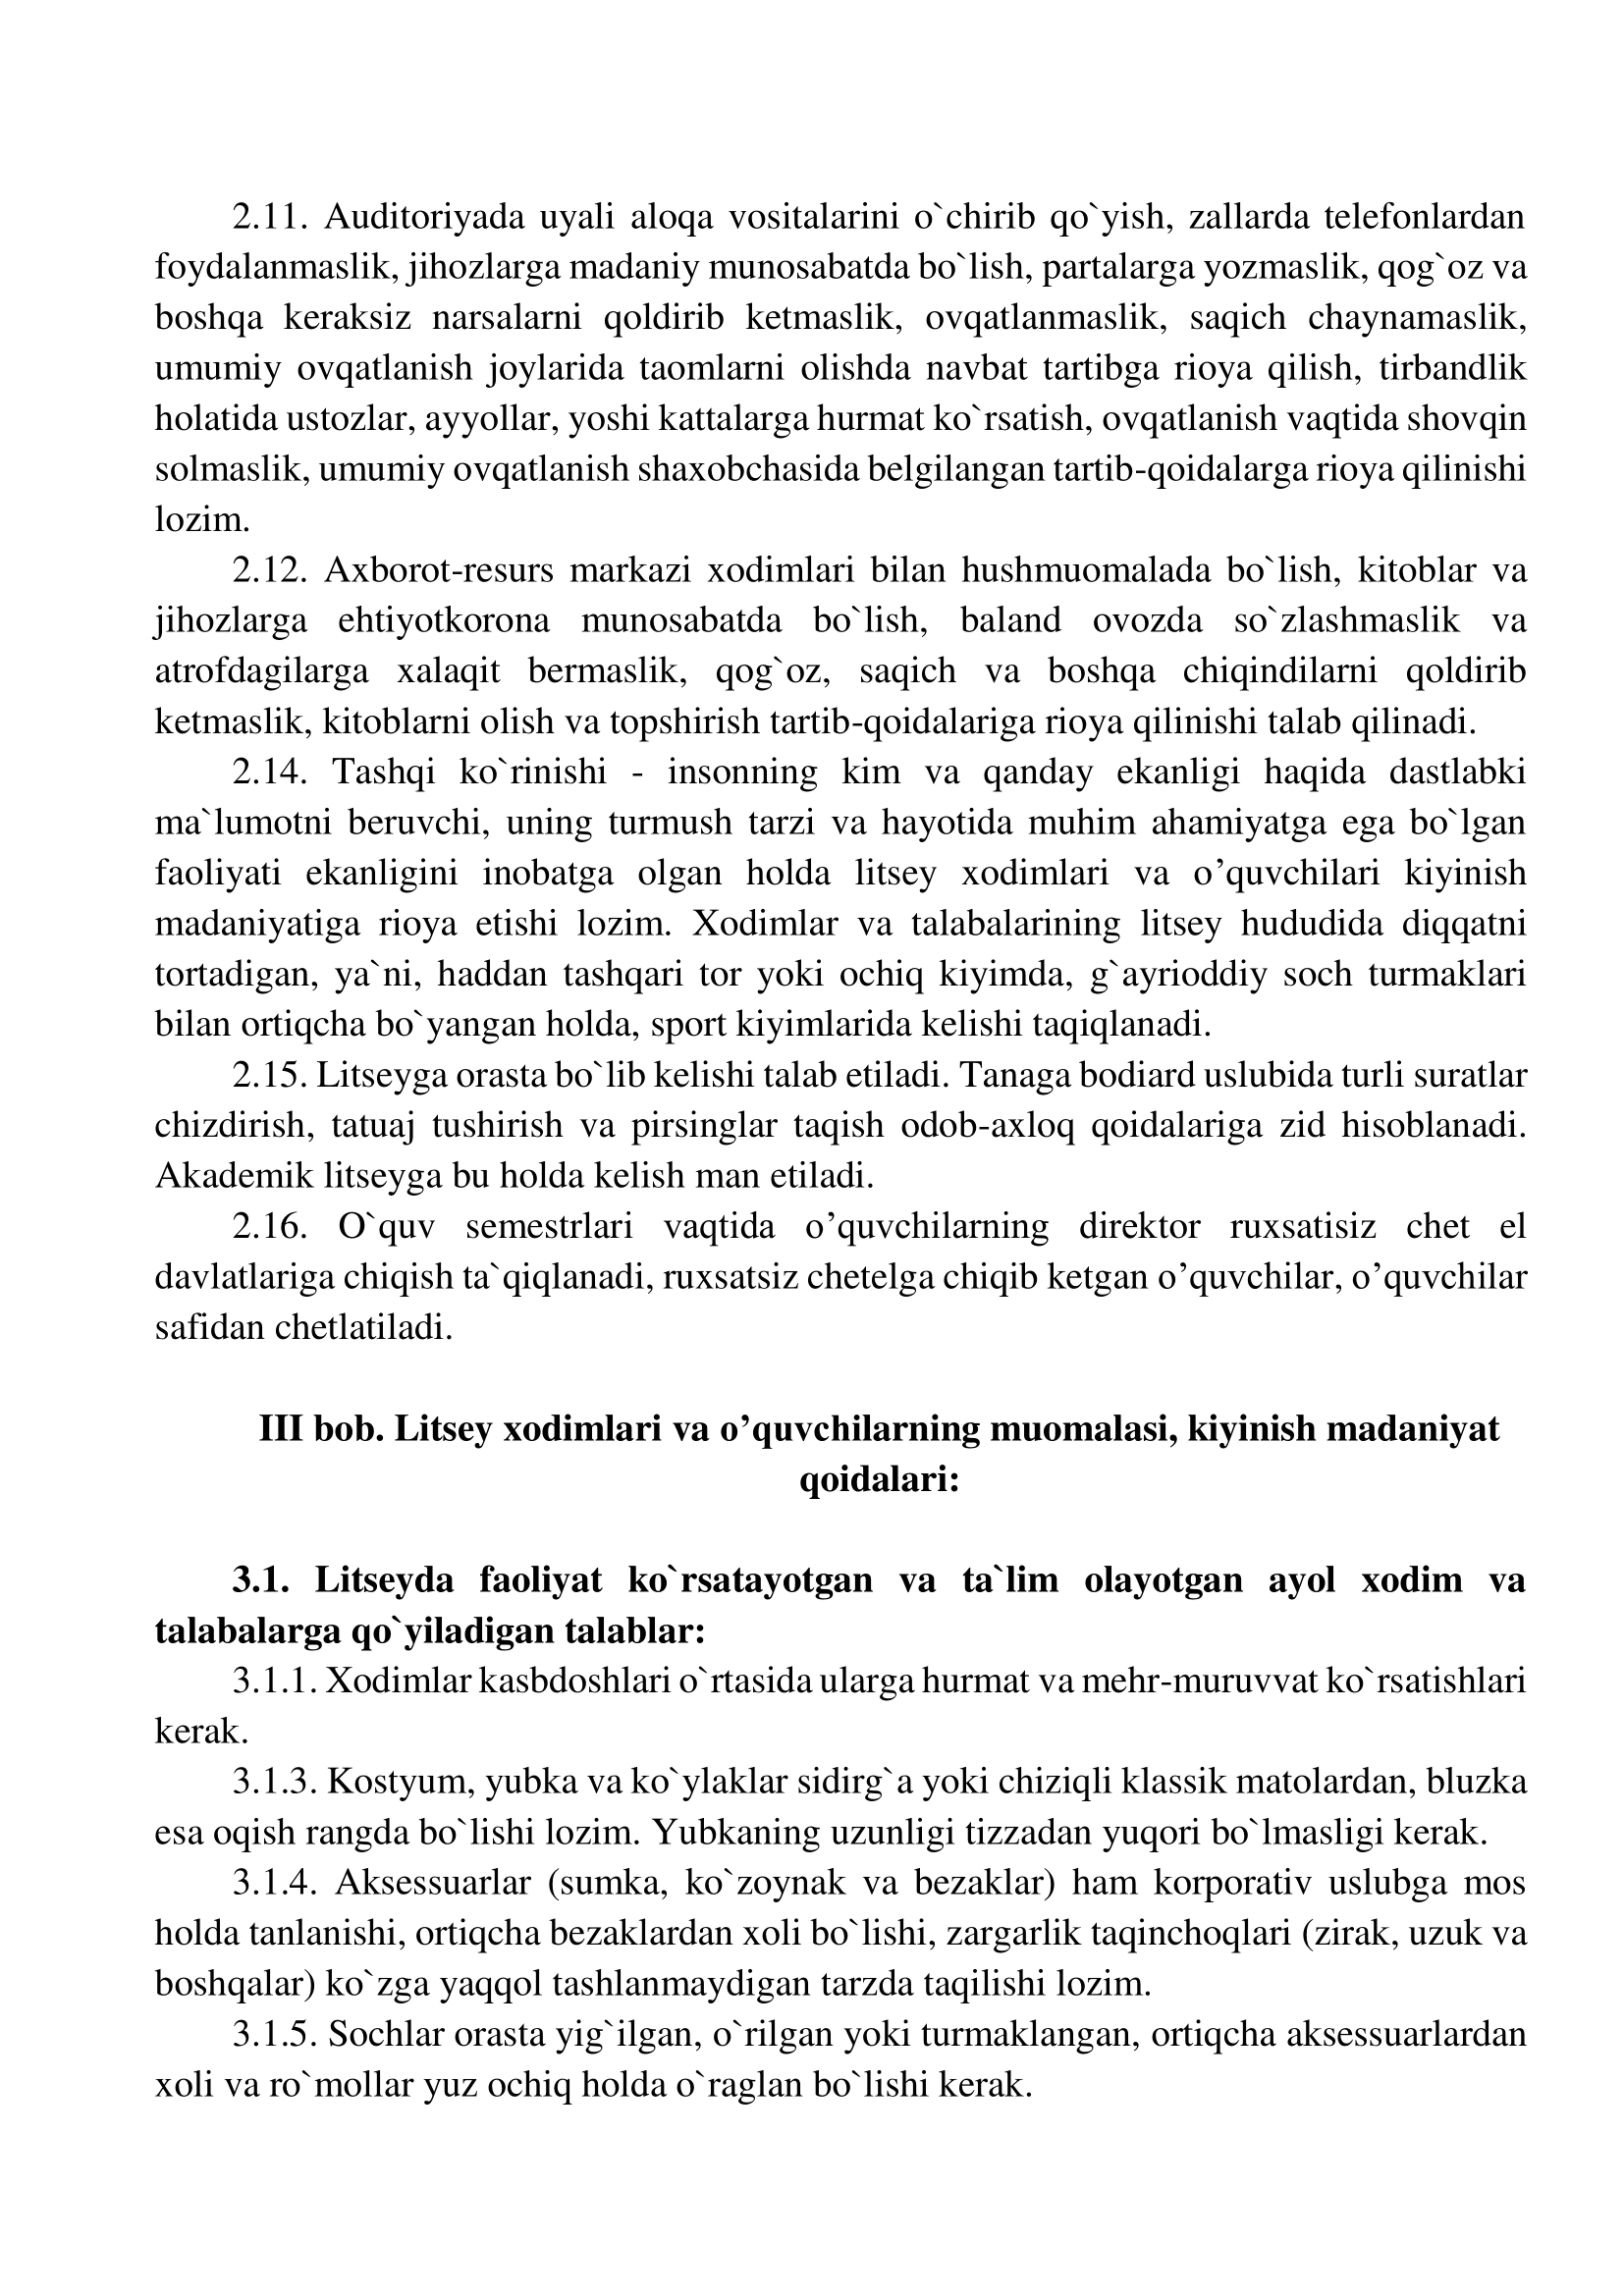 2.11. Auditoriyada uyali aloqa vositalarini o`chirib qo`yish, zallarda telefonlardan
foydalanmaslik, jihozlarga madaniy munosabatda bo`lish, partalarga yozmaslik, qog`oz va
boshqa keraksiz narsalarni qoldirib ketmaslik, ovqatlanmaslik, saqich chaynamaslik,
umumiy ovqatlanish joylarida taomlarni olishda navbat tartibga rioya qilish, tirbandlik
holatida ustozlar, ayyollar, yoshi kattalarga hurmat ko`rsatish, ovqatlanish vaqtida shovqin
solmaslik, umumiy ovqatlanish shaxobchasida belgilangan tartib-qoidalarga rioya qilinishi
lozim.
2.12. Axborot-resurs markazi xodimlari bilan hushmuomalada bo`lish, kitoblar va
jihozlarga ehtiyotkorona munosabatda bo`lish, baland ovozda so`zlashmaslik va
atrofdagilarga xalaqit bermaslik, qog`oz, saqich va boshqa chiqindilarni qoldirib
ketmaslik, kitoblarni olish va topshirish tartib-qoidalariga rioya qilinishi talab qilinadi.
2.14. Tashqi ko`rinishi - insonning kim va qanday ekanligi haqida dastlabki
ma`lumotni beruvchi, uning turmush tarzi va hayotida muhim ahamiyatga ega bo`lgan
faoliyati ekanligini inobatga olgan holda litsey xodimlari va o’quvchilari kiyinish
madaniyatiga rioya etishi lozim. Xodimlar va talabalarining litsey hududida diqqatni
tortadigan, ya`ni, haddan tashqari tor yoki ochiq kiyimda, g`ayrioddiy soch turmaklari
bilan ortiqcha bo`yangan holda, sport kiyimlarida kelishi taqiqlanadi.
2.15. Litseyga orasta bo`lib kelishi talab etiladi. Tanaga bodiard uslubida turli suratlar
chizdirish, tatuaj tushirish va pirsinglar taqish odob-axloq qoidalariga zid hisoblanadi.
Akademik litseyga bu holda kelish man etiladi.
2.16. O`quv semestrlari vaqtida o’quvchilarning direktor ruxsatisiz chet el
davlatlariga chiqish ta`qiqlanadi, ruxsatsiz chetelga chiqib ketgan o’quvchilar, o’quvchilar
safidan chetlatiladi.
III bob. Litsey xodimlari va o’quvchilarning muomalasi, kiyinish madaniyat
qoidalari:
3.1. Litseyda faoliyat ko`rsatayotgan va ta`lim olayotgan ayol xodim va
talabalarga qo`yiladigan talablar:
3.1.1. Xodimlar kasbdoshlari o`rtasida ularga hurmat va mehr-muruvvat ko`rsatishlari
kerak.
3.1.3. Kostyum, yubka va ko`ylaklar sidirg`a yoki chiziqli klassik matolardan, bluzka
esa oqish rangda bo`lishi lozim. Yubkaning uzunligi tizzadan yuqori bo`lmasligi kerak.
3.1.4. Aksessuarlar (sumka, ko`zoynak va bezaklar) ham korporativ uslubga mos
holda tanlanishi, ortiqcha bezaklardan xoli bo`lishi, zargarlik taqinchoqlari (zirak, uzuk va
boshqalar) ko`zga yaqqol tashlanmaydigan tarzda taqilishi lozim.
3.1.5. Sochlar orasta yig`ilgan, o`rilgan yoki turmaklangan, ortiqcha aksessuarlardan
xoli va ro`mollar yuz ochiq holda o`raglan bo`lishi kerak.